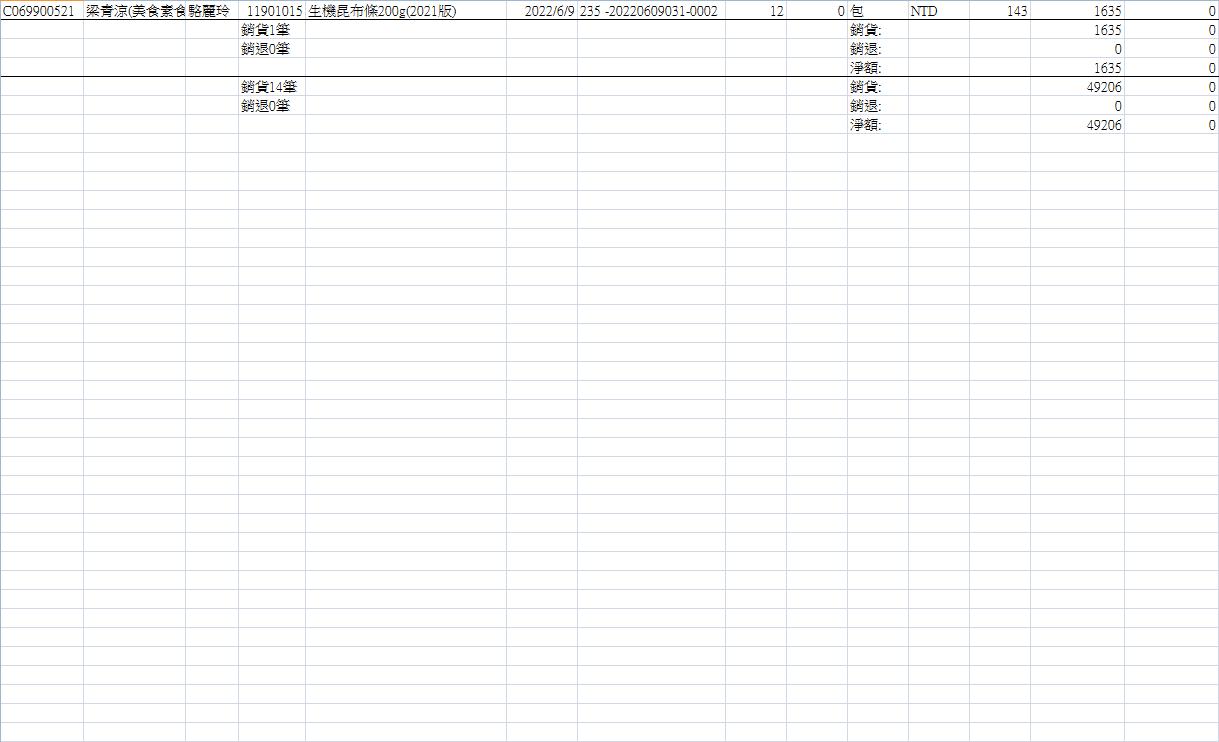 C069900521 梁青涼(美食素食 駱麗玲 11901015 生機昆布條200g(2021版) 2022/6/9 235 -20220609031-0002 12 0 包 NTD 143 1635 0
銷貨1筆 銷貨: 1635 0
銷退0筆 銷退: 0 0
淨額: 1635 0
銷貨14筆 銷貨: 49206 0
銷退0筆 銷退: 0 0
淨額: 49206 0